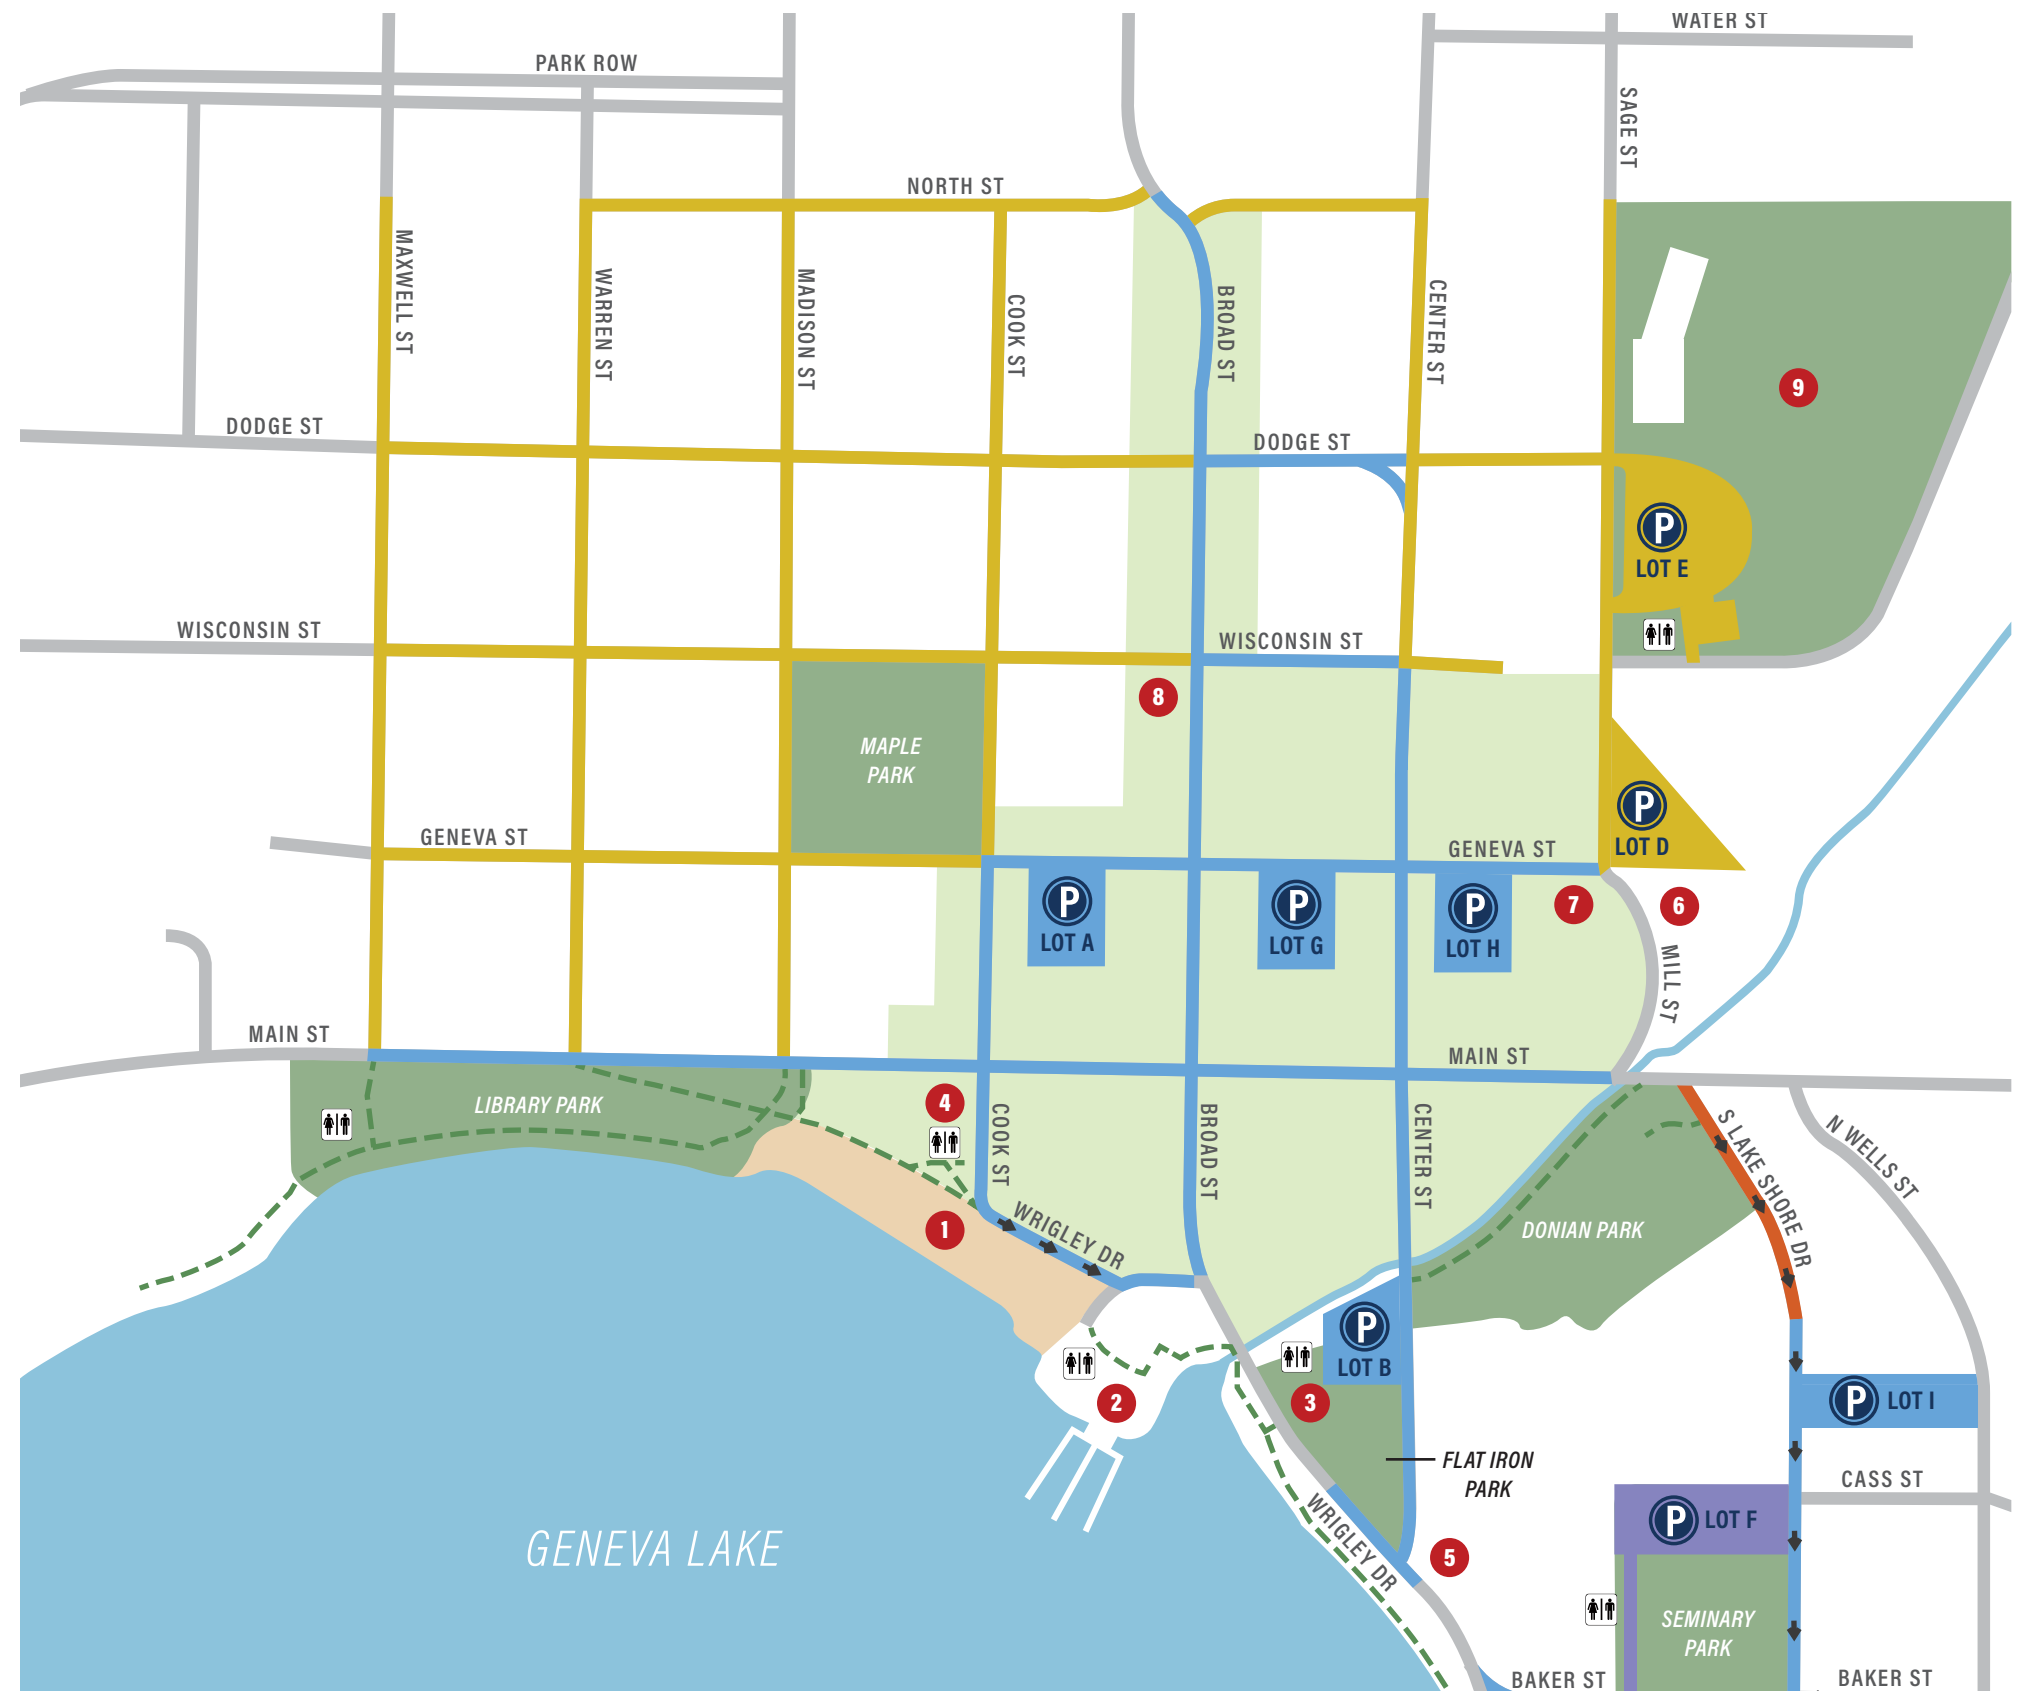 WATER ST
PARK ROW
SAGE ST
NORTH ST
MAXWELL ST
WARREN ST
MADISON ST
COOK ST
BROAD ST
CENTER ST
9
DODGE ST
DODGE ST
P
LOT E
WISCONSIN ST
WISCONSIN ST
8
MAPLE
PARK
P
LOT D
GENEVA ST
GENEVA ST
P
LOT A
P
LOT G
P
LOT H
7
6
MILL ST
MAIN ST
MAIN ST
LIBRARY PARK
4
COOK ST
BROAD ST
CENTER ST
S LAKE SHORE DR
N WELLS ST
1
WRIGLEY DR
DONIAN PARK
P
LOT B
2
3
P
LOT I
FLAT IRON
PARK
CASS ST
WRIGLEY DR
P
LOT F
GENEVA LAKE
5
SEMINARY
PARK
BAKER ST
BAKER ST